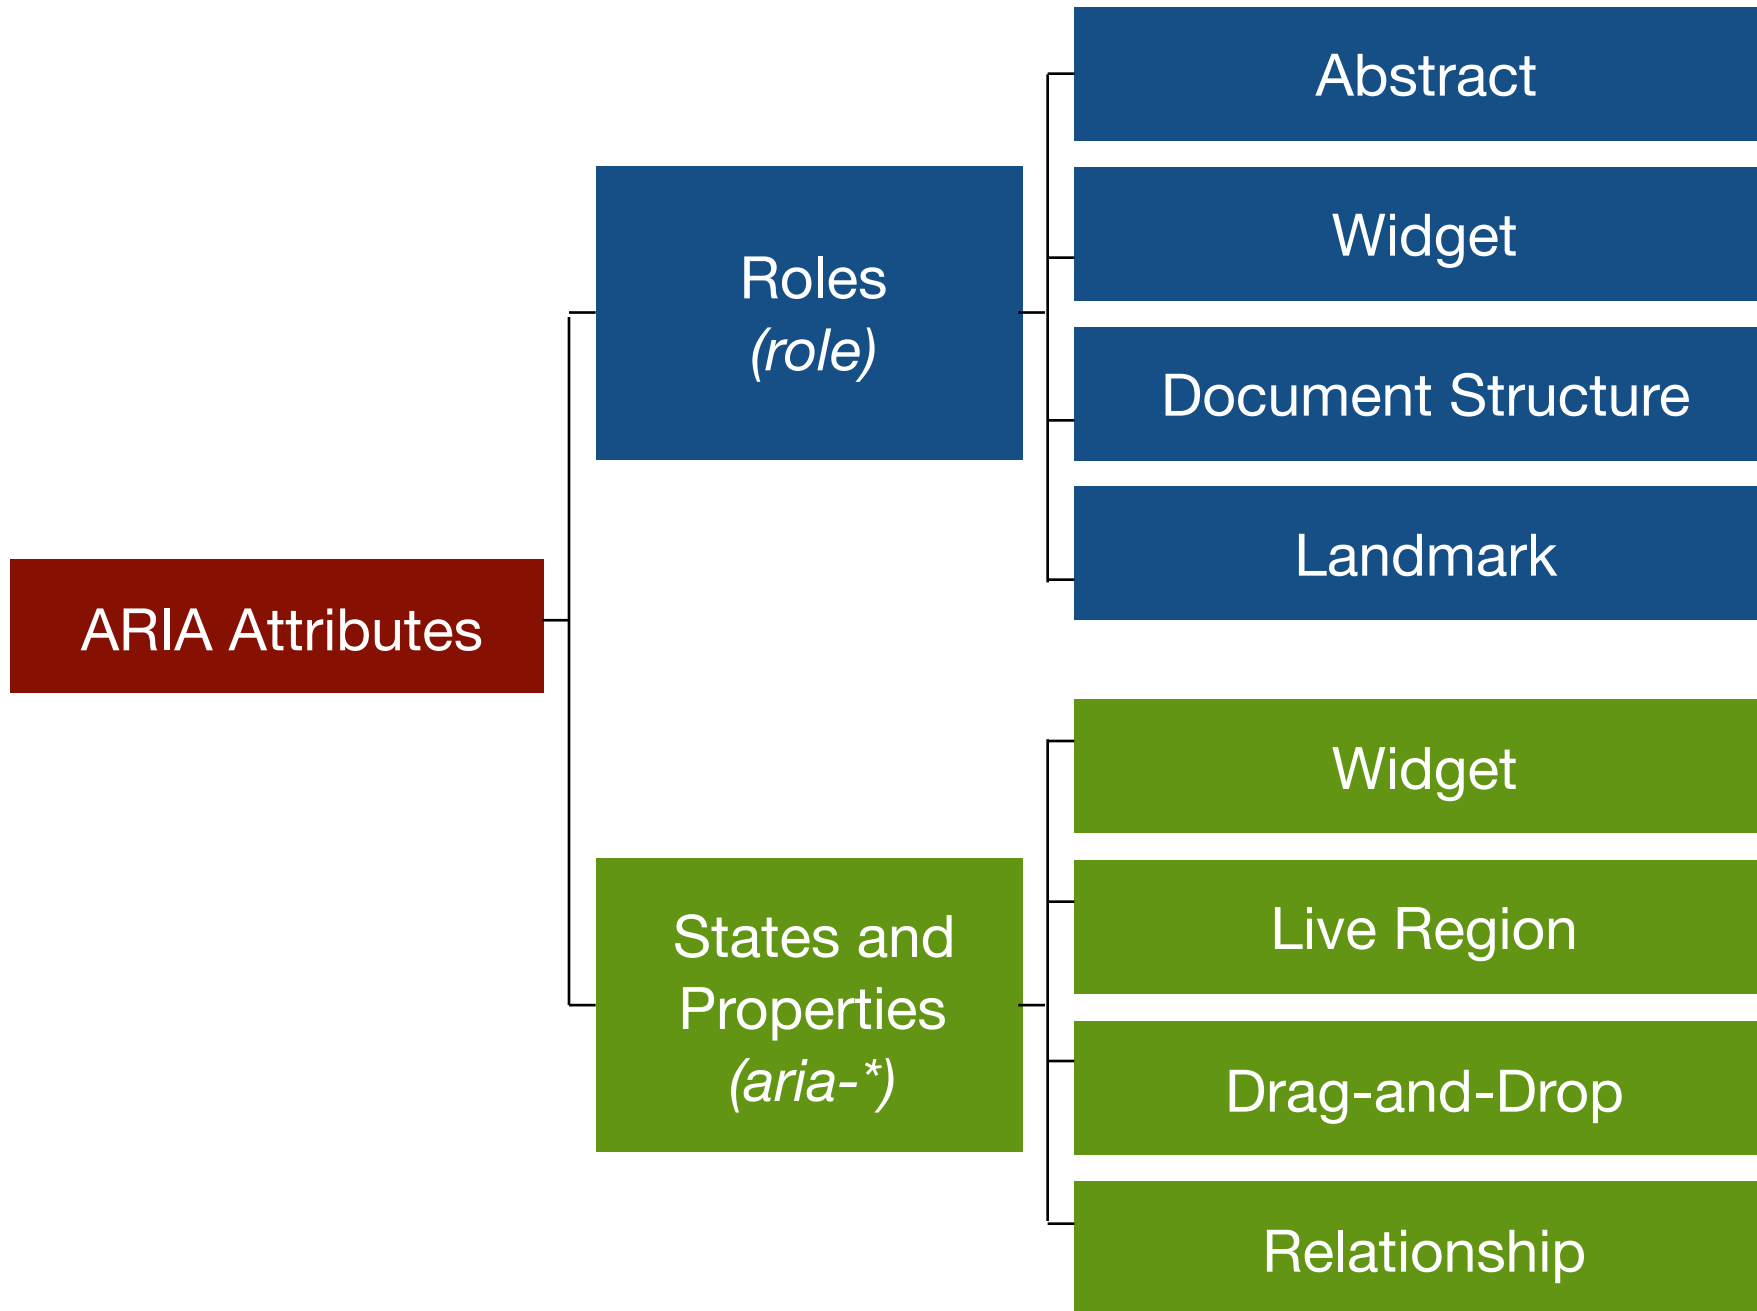 ARIA Attributes
Roles
(role)
Abstract
Widget
Document Structure
Landmark
States and
Properties
(aria-*)
Widget
Live Region
Drag-and-Drop
Relationship